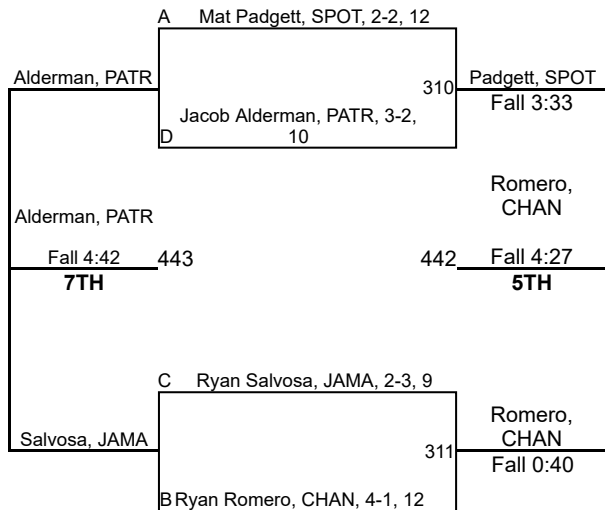 A Mat Padgett, SPOT, 2-2, 12
Alderman, PATR
310
Padgett, SPOT
Fall 3:33
Jacob Alderman, PATR, 3-2,
D 10
Romero,
CHAN
Alderman, PATR
Fall 4:42
443
442
Fall 4:27
7TH
5TH
C Ryan Salvosa, JAMA, 2-3, 9
Salvosa, JAMA
311
Romero,
CHAN
Fall 0:40
B Ryan Romero, CHAN, 4-1, 12